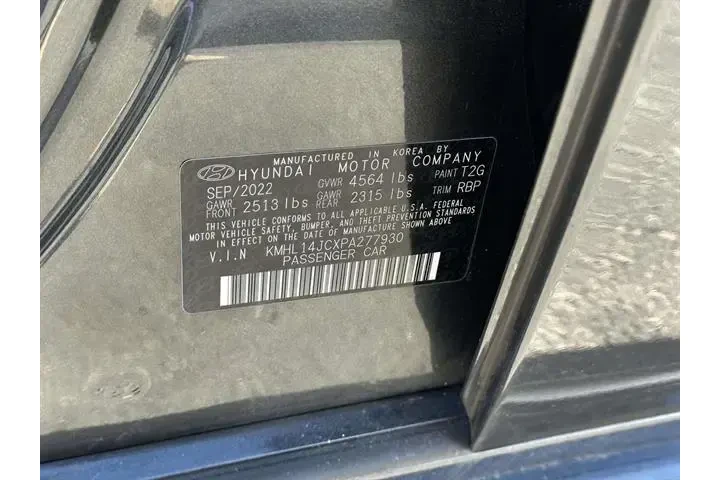 MANUFACTURED IN KOREA BY
HYUNDAI MOTOR COMPANY
SEP/2022 GVWR 4564 lbs PAINT T2G
GAWR FRONT 2513 lbs GAWR REAR 2315 lbs TRIM RBP
THIS VEHICLE CONFORMS TO ALL APPLICABLE U.S.A. FEDERAL
MOTOR VEHICLE SAFETY, BUMPER, AND THEFT PREVENTION STANDARDS
IN EFFECT ON THE DATE OF MANUFACTURE SHOWN ABOVE
V.I.N KMHL14JCXPA277930
PASSENGER CAR